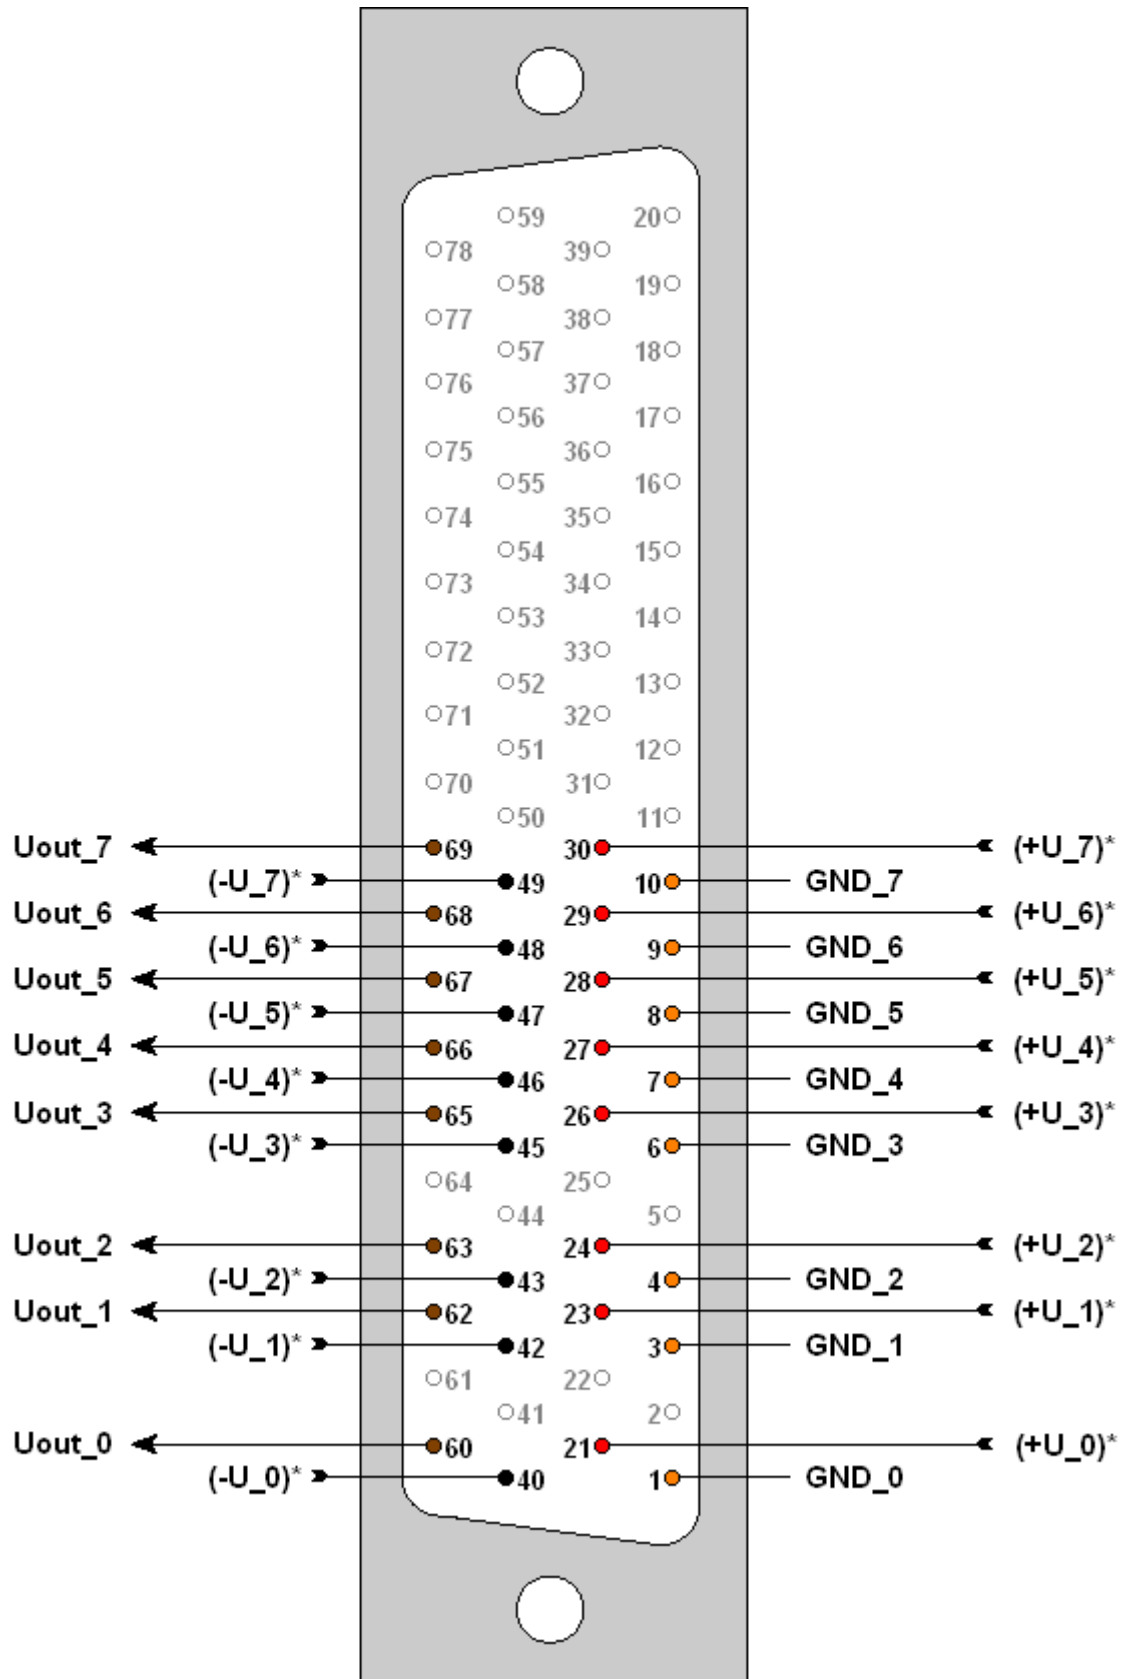 59 20
78 39
58 19
77 38
57 18
76 37
56 17
75 36
55 16
74 35
54 15
73 34
53 14
72 33
52 13
71 32
51 12
70 31
50 11
Uout_7 69 30 (+U_7)*
(-U_7)* 49 10 GND_7
Uout_6 68 29 (+U_6)*
(-U_6)* 48 9 GND_6
Uout_5 67 28 (+U_5)*
(-U_5)* 47 8 GND_5
Uout_4 66 27 (+U_4)*
(-U_4)* 46 7 GND_4
Uout_3 65 26 (+U_3)*
(-U_3)* 45 6 GND_3
64 25
44 5
Uout_2 63 24 (+U_2)*
(-U_2)* 43 4 GND_2
Uout_1 62 23 (+U_1)*
(-U_1)* 42 3 GND_1
61 22
41 2
Uout_0 60 21 (+U_0)*
(-U_0)* 40 1 GND_0